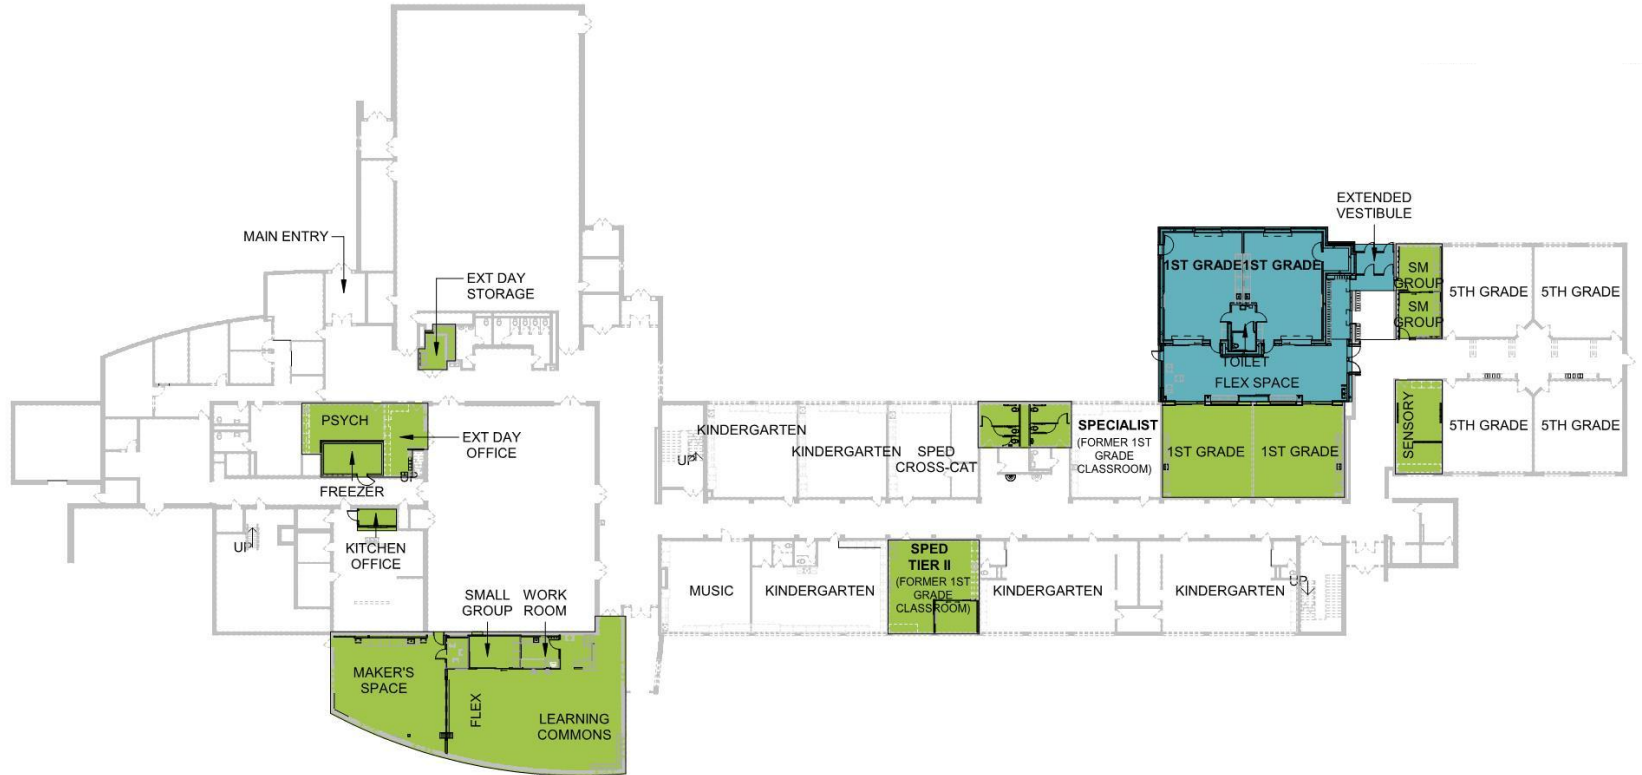 EXTENDED
VESTIBULE
MAIN ENTRY
EXT DAY
STORAGE
1ST GRADE
1ST GRADE
SM
GROUP
SM
GROUP
5TH GRADE
5TH GRADE
TOILET
FLEX SPACE
PSYCH
EXT DAY
OFFICE
FREEZER
UP
UP
KINDERGARTEN
KINDERGARTEN
SPED
CROSS-CAT
SPECIALIST
(FORMER 1ST
GRADE
CLASSROOM)
1ST GRADE
1ST GRADE
SENSORY
5TH GRADE
5TH GRADE
UP
KITCHEN
OFFICE
SMALL
GROUP
WORK
ROOM
MUSIC
KINDERGARTEN
SPED
TIER II
(FORMER 1ST
GRADE
CLASSROOM)
KINDERGARTEN
KINDERGARTEN
UP
MAKER'S
SPACE
FLEX
LEARNING
COMMONS